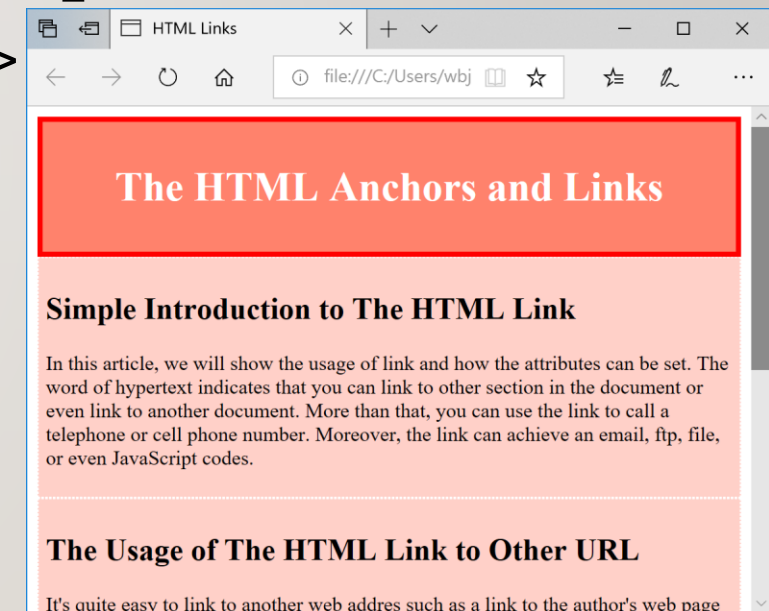 HTML Links
>
file:///C:/Users/wbj
The HTML Anchors and Links
Simple Introduction to The HTML Link
In this article, we will show the usage of link and how the attributes can be set. The
word of hypertext indicates that you can link to other section in the document or
even link to another document. More than that, you can use the link to call a
telephone or cell phone number. Moreover, the link can achieve an email, ftp, file,
or even JavaScript codes.
The Usage of The HTML Link to Other URL
It's quite easy to link to another web addres such as a link to the author's web page